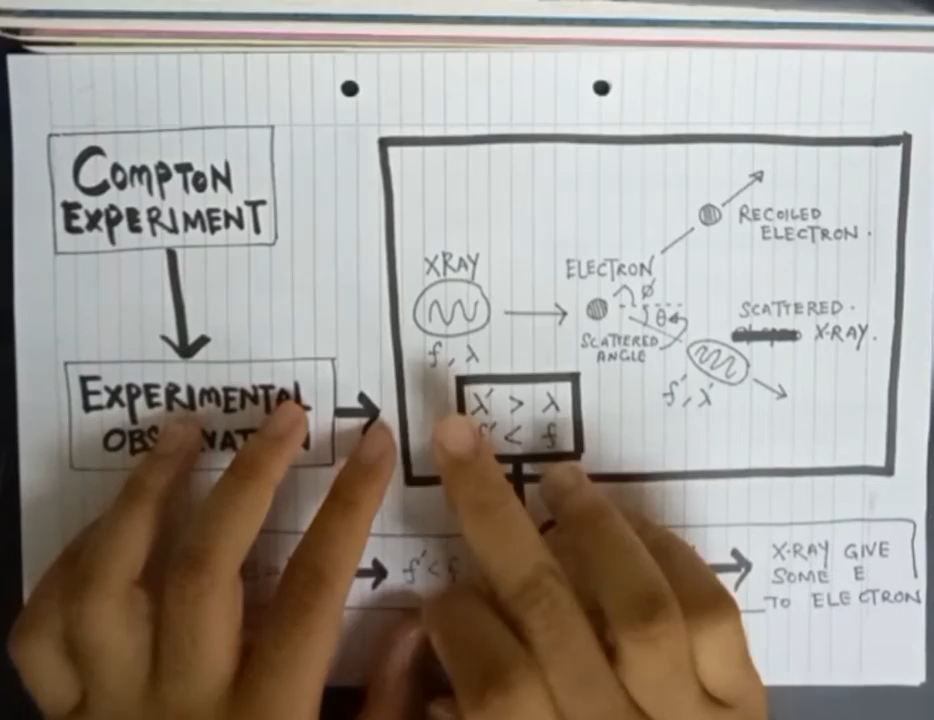 COMPTON
EXPERIMENT
EXPERIMENTAL
XRAY
f, λ
ELECTRON
ϕ
θ
SCATTERED
ANGLE
RECOILED
ELECTRON.
SCATTERED.
X-RAY.
f', λ'
λ' > λ
f' < f
f' < f
X-RAY GIVE
SOME E
TO ELECTRON